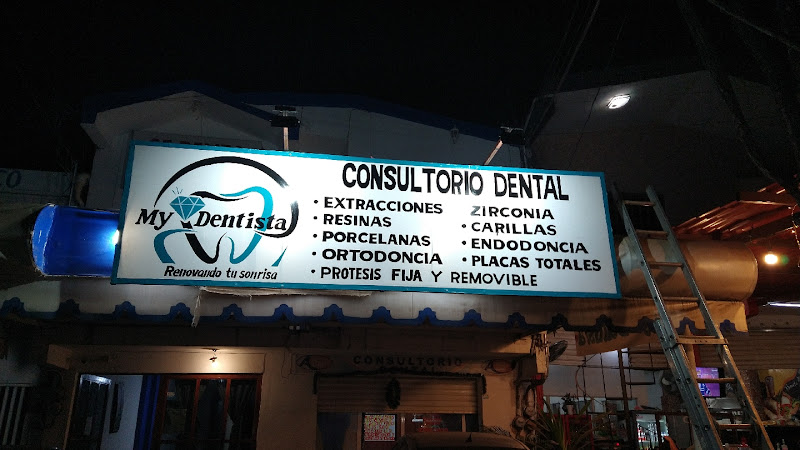 CONSULTORIO DENTAL
My Dentista
Renovando tu sonrisa
• EXTRACCIONES
• RESINAS
• PORCELANAS
• ORTODONCIA
• PROTESIS FIJA Y REMOVIBLE
ZIRCONIA
• CARILLAS
• ENDODONCIA
• PLACAS TOTALES
CONSULTORIO
DENTAL